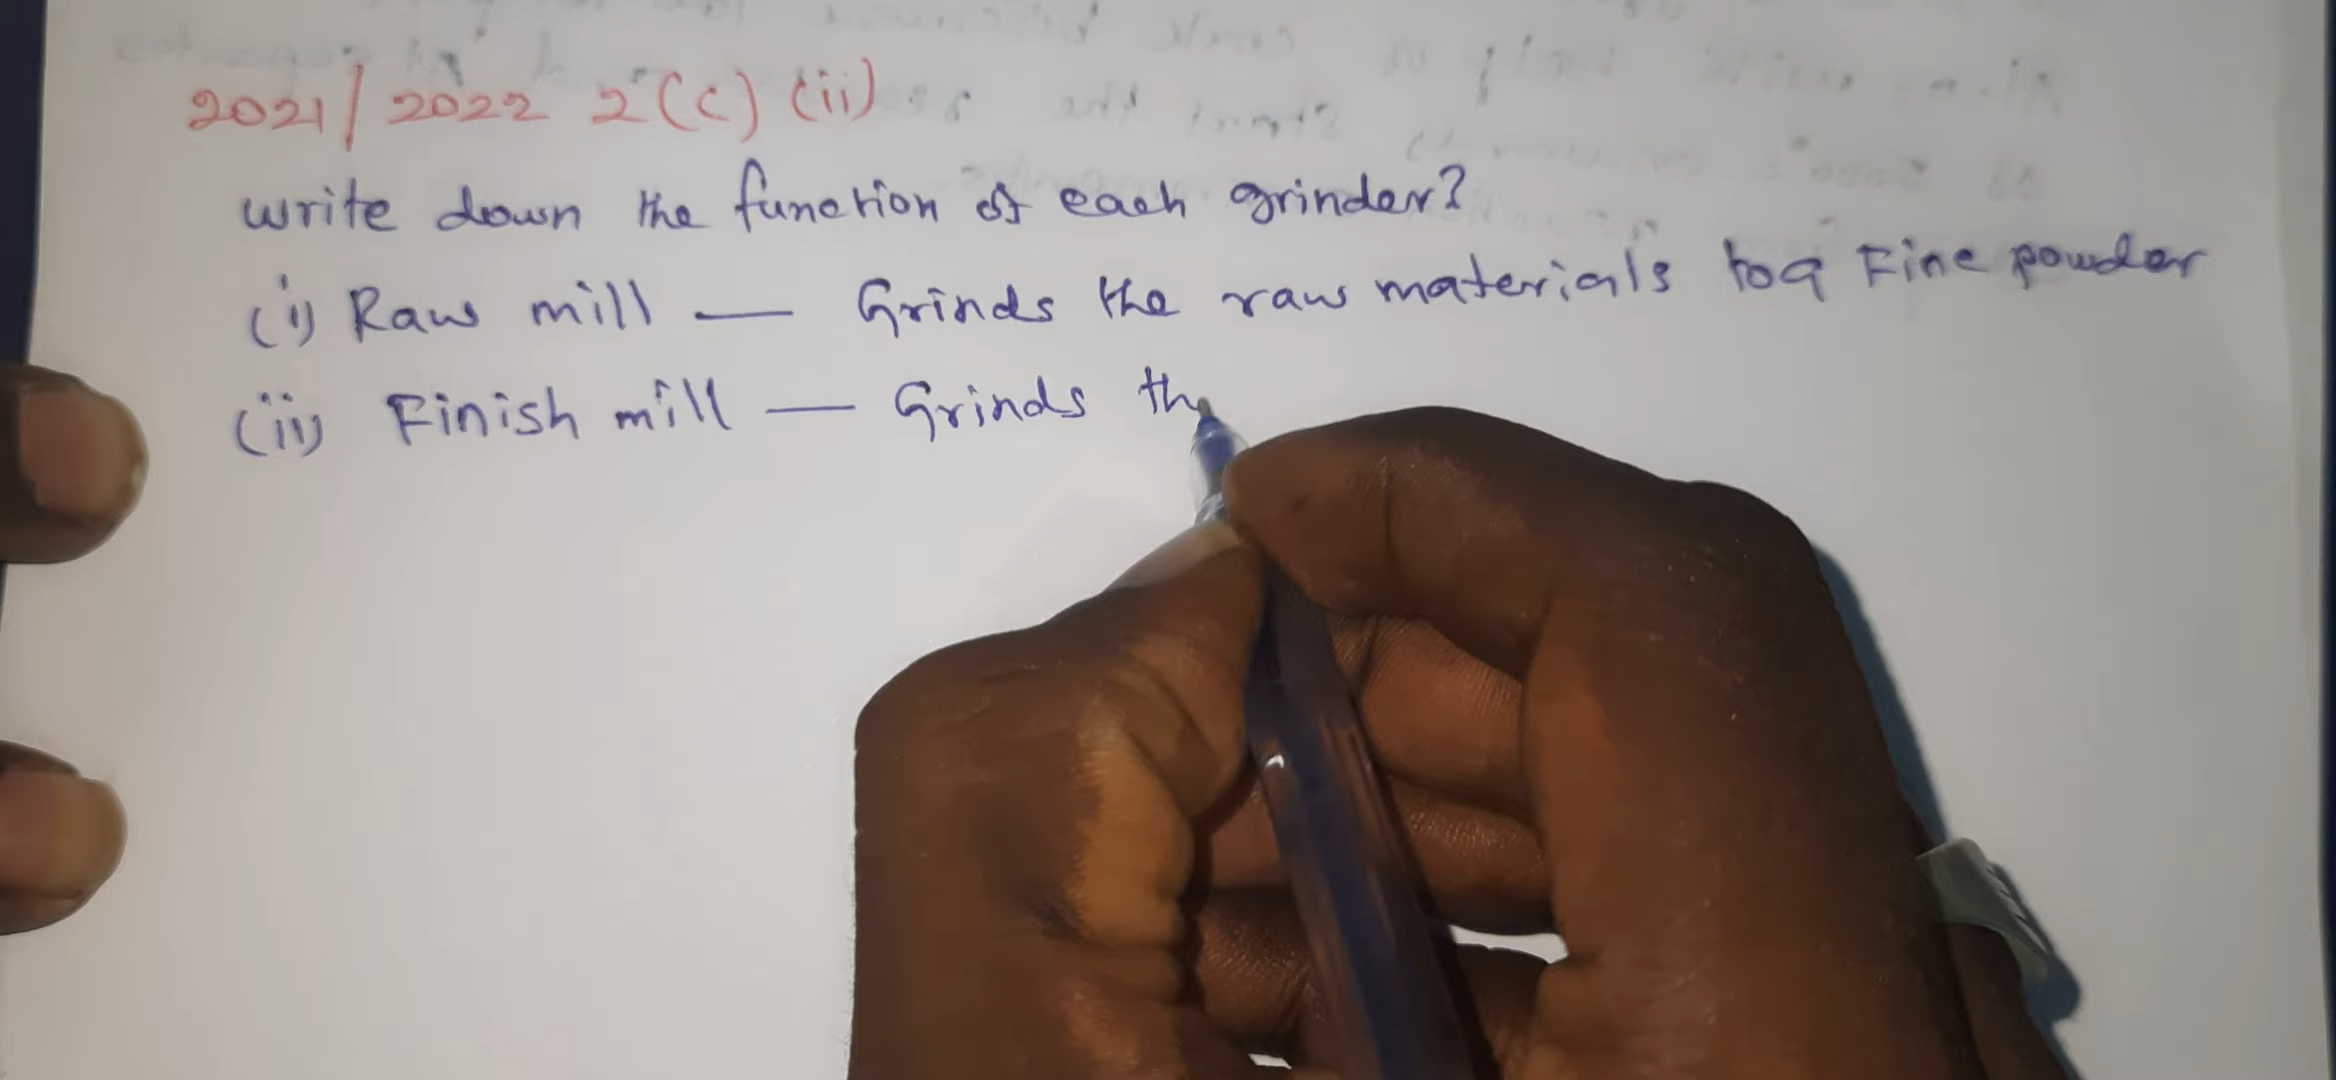 2021/2022 2(c) (ii)
write down the function of each grinder?
(i) Raw mill — Grinds the raw materials to a Fine powder
(ii) Finish mill — Grinds th